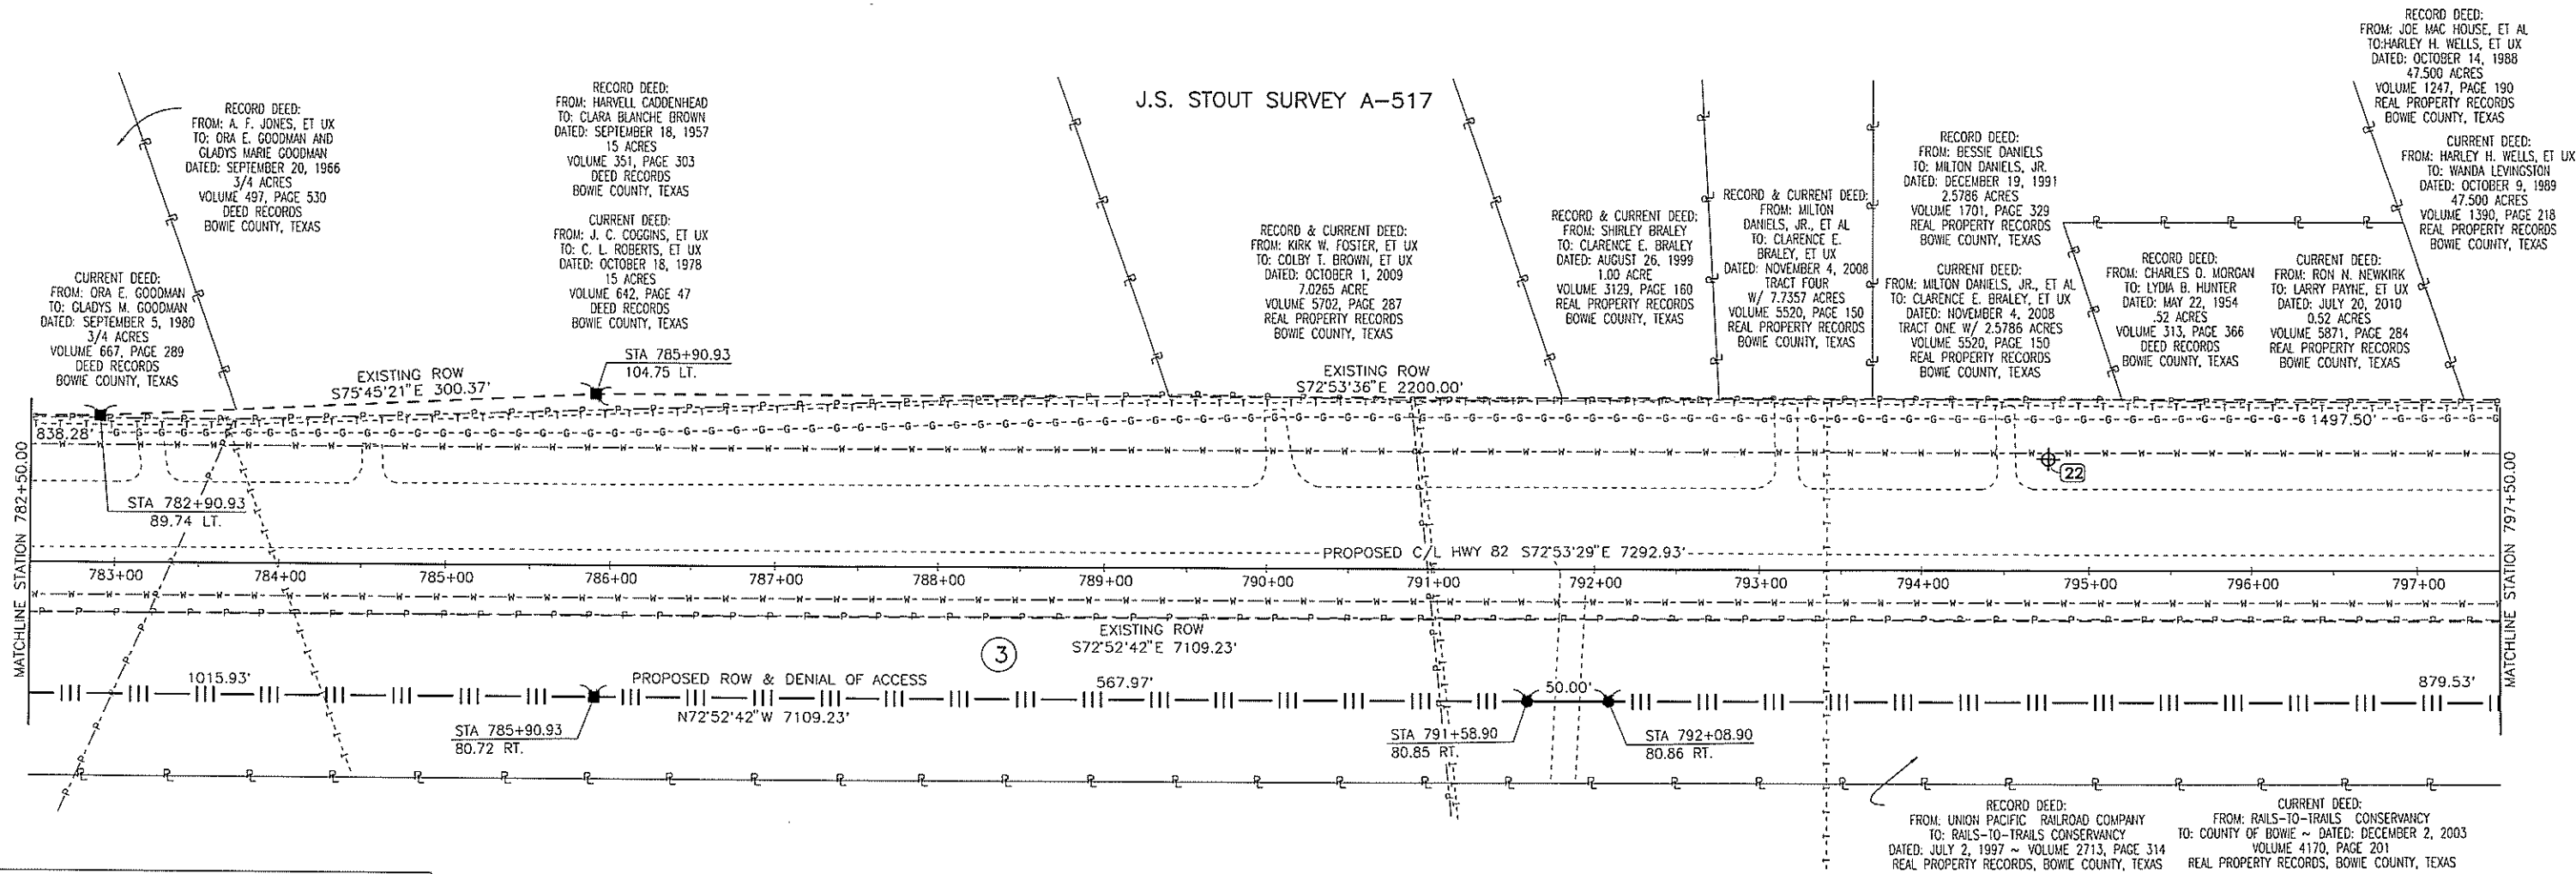 J.S. STOUT SURVEY A-517
RECORD DEED:
FROM: A. F. JONES, ET UX
TO: ORA E. GOODMAN AND
GLADYS MARIE GOODMAN
DATED: SEPTEMBER 20, 1966
3/4 ACRES
VOLUME 497, PAGE 530
DEED RECORDS
BOWIE COUNTY, TEXAS
CURRENT DEED:
FROM: ORA E. GOODMAN
TO: GLADYS M. GOODMAN
DATED: SEPTEMBER 5, 1980
3/4 ACRES
VOLUME 667, PAGE 289
DEED RECORDS
BOWIE COUNTY, TEXAS
RECORD DEED:
FROM: HARVELL CADDENHEAD
TO: CLARA BLANCHE BROWN
DATED: SEPTEMBER 18, 1957
15 ACRES
VOLUME 351, PAGE 303
DEED RECORDS
BOWIE COUNTY, TEXAS
CURRENT DEED:
FROM: J. C. COGGINS, ET UX
TO: C. L. ROBERTS, ET UX
DATED: OCTOBER 18, 1978
15 ACRES
VOLUME 642, PAGE 47
DEED RECORDS
BOWIE COUNTY, TEXAS
RECORD & CURRENT DEED:
FROM: KIRK W. FOSTER, ET UX
TO: COLBY T. BROWN, ET UX
DATED: OCTOBER 1, 2009
7.0265 ACRE
VOLUME 5702, PAGE 287
REAL PROPERTY RECORDS
BOWIE COUNTY, TEXAS
RECORD & CURRENT DEED:
FROM: SHIRLEY BRALEY
TO: CLARENCE E. BRALEY
DATED: AUGUST 26, 1999
1.00 ACRE
VOLUME 3129, PAGE 160
REAL PROPERTY RECORDS
BOWIE COUNTY, TEXAS
RECORD & CURRENT DEED:
FROM: MILTON
DANIELS, JR., ET AL
TO: CLARENCE E.
BRALEY, ET UX
DATED: NOVEMBER 4, 2008
TRACT FOUR
W/ 7.7357 ACRES
VOLUME 5520, PAGE 150
REAL PROPERTY RECORDS
BOWIE COUNTY, TEXAS
RECORD DEED:
FROM: BESSIE DANIELS
TO: MILTON DANIELS, JR.
DATED: DECEMBER 19, 1991
2.5786 ACRES
VOLUME 1701, PAGE 329
REAL PROPERTY RECORDS
BOWIE COUNTY, TEXAS
CURRENT DEED:
FROM: MILTON DANIELS, JR., ET AL
TO: CLARENCE E. BRALEY, ET UX
DATED: NOVEMBER 4, 2008
TRACT ONE W/ 2.5786 ACRES
VOLUME 5520, PAGE 150
REAL PROPERTY RECORDS
BOWIE COUNTY, TEXAS
RECORD DEED:
FROM: CHARLES O. MORGAN
TO: LYDIA B. HUNTER
DATED: MAY 22, 1954
.52 ACRES
VOLUME 313, PAGE 366
DEED RECORDS
BOWIE COUNTY, TEXAS
CURRENT DEED:
FROM: RON N. NEWKIRK
TO: LARRY PAYNE, ET UX
DATED: JULY 20, 2010
0.52 ACRES
VOLUME 5871, PAGE 284
REAL PROPERTY RECORDS
BOWIE COUNTY, TEXAS
RECORD DEED:
FROM: JOE MAC HOUSE, ET AL
TO:HARLEY H. WELLS, ET UX
DATED: OCTOBER 14, 1988
47.500 ACRES
VOLUME 1247, PAGE 190
REAL PROPERTY RECORDS
BOWIE COUNTY, TEXAS
CURRENT DEED:
FROM: HARLEY H. WELLS, ET UX
TO: WANDA LEVINGSTON
DATED: OCTOBER 9, 1989
47.500 ACRES
VOLUME 1390, PAGE 218
REAL PROPERTY RECORDS
BOWIE COUNTY, TEXAS
EXISTING ROW
S75°45'21"E 300.37'
STA 785+90.93
104.75 LT.
EXISTING ROW
S72°53'36"E 2200.00'
838.28'
1497.50'
STA 782+90.93
89.74 LT.
22
MATCHLINE STATION 782+50.00
MATCHLINE STATION 797+50.00
PROPOSED C/L HWY 82 S72°53'29"E 7292.93'
783+00 784+00 785+00 786+00 787+00 788+00 789+00 790+00 791+00 792+00 793+00 794+00 795+00 796+00 797+00
EXISTING ROW
S72°52'42"E 7109.23'
3
1015.93'
PROPOSED ROW & DENIAL OF ACCESS
567.97'
50.00'
879.53'
N72°52'42"W 7109.23'
STA 785+90.93
80.72 RT.
STA 791+58.90
80.85 RT.
STA 792+08.90
80.86 RT.
RECORD DEED:
FROM: UNION PACIFIC RAILROAD COMPANY
TO: RAILS-TO-TRAILS CONSERVANCY
DATED: JULY 2, 1997 ~ VOLUME 2713, PAGE 314
REAL PROPERTY RECORDS, BOWIE COUNTY, TEXAS
CURRENT DEED:
FROM: RAILS-TO-TRAILS CONSERVANCY
TO: COUNTY OF BOWIE ~ DATED: DECEMBER 2, 2003
VOLUME 4170, PAGE 201
REAL PROPERTY RECORDS, BOWIE COUNTY, TEXAS